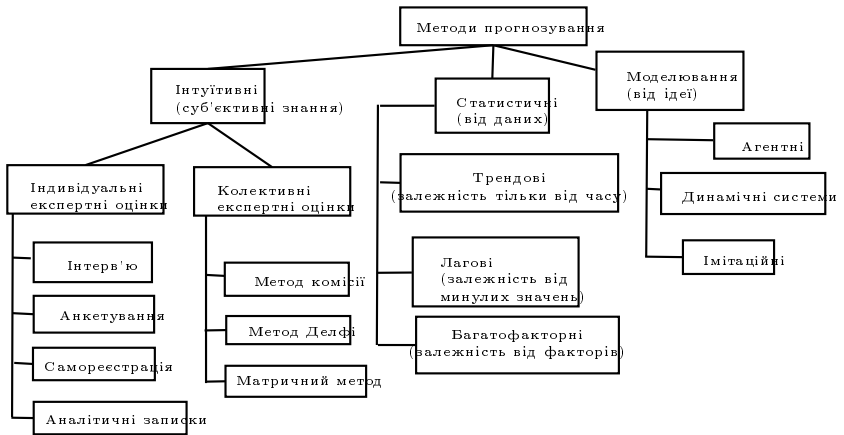 Методи прогнозування
Інтуїтивні
(суб'єктивні знання)
Статистичні
(від даних)
Моделювання
(від ідеї)
Індивідуальні
експертні оцінки
Інтерв'ю
Анкетування
Самореєстрація
Аналітичні записки
Колективні
експертні оцінки
Метод комісії
Метод Делфі
Матричний метод
Трендові
(залежність тільки від часу)
Лагові
(залежність від
минулих значень)
Багатофакторні
(залежність від факторів)
Агентні
Динамічні системи
Імітаційні